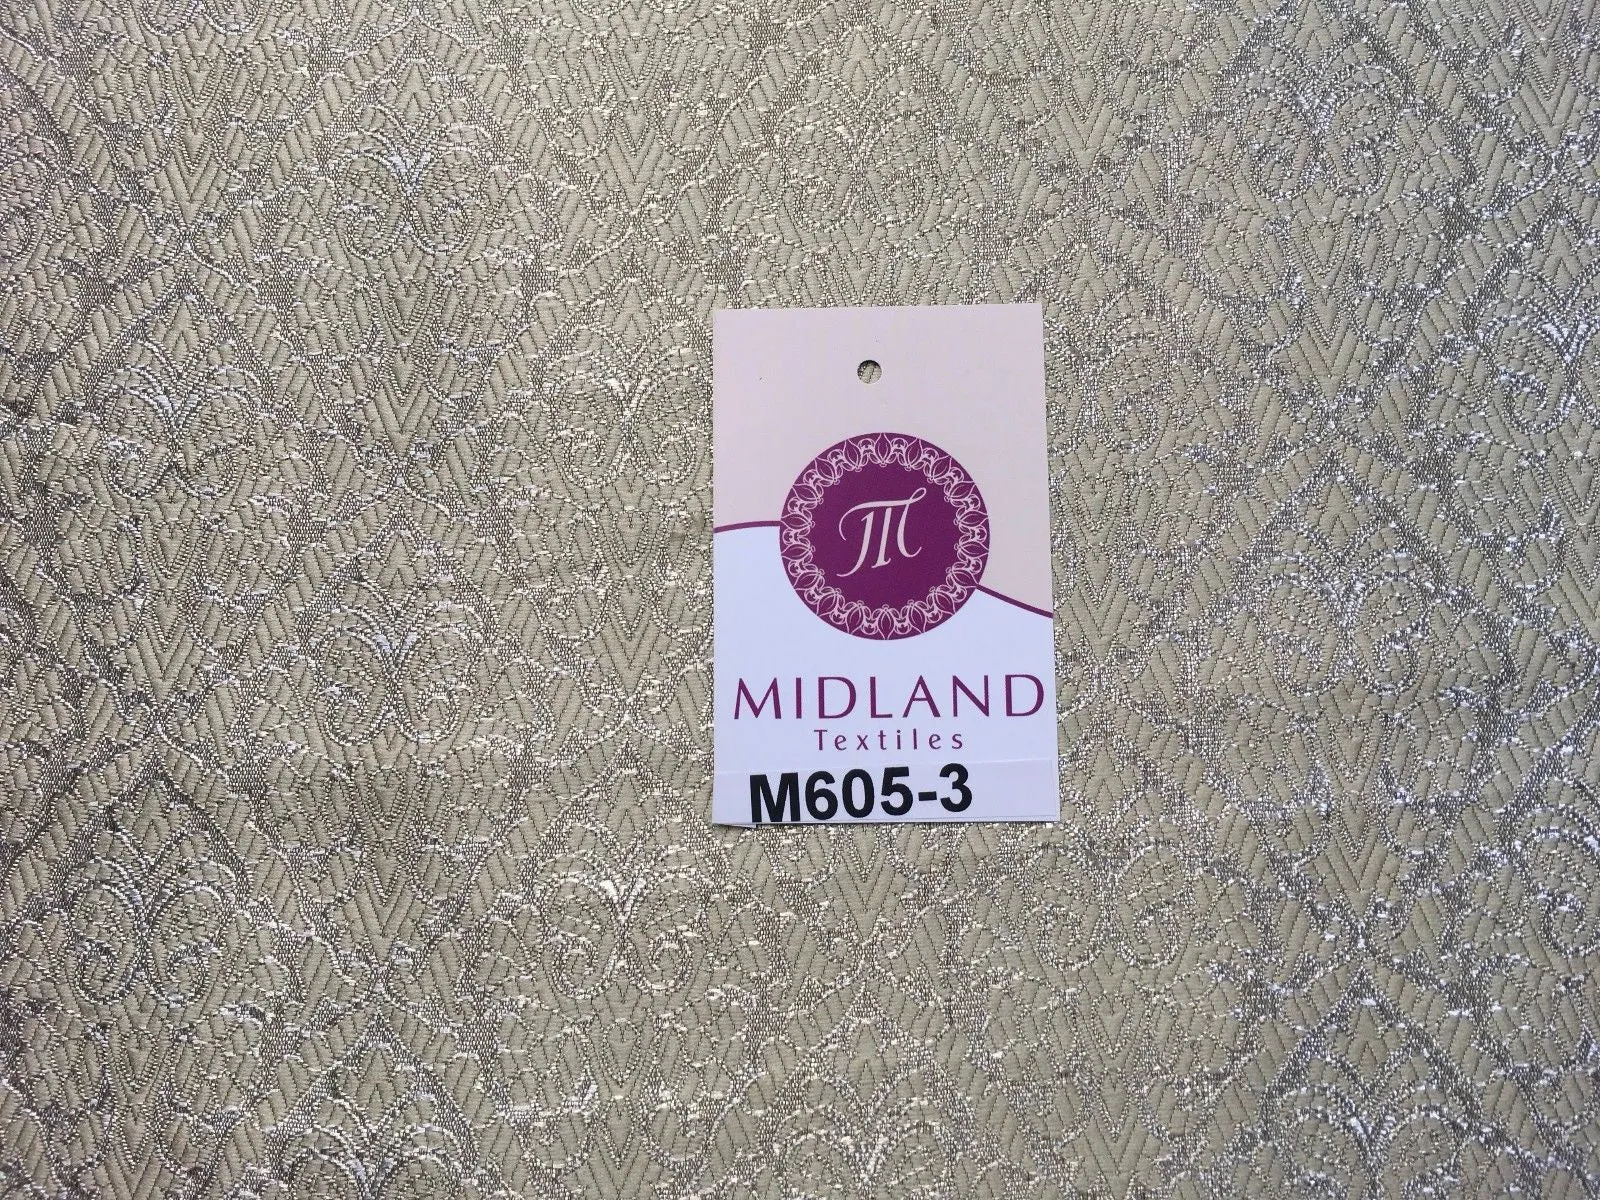 MIDLAND
Textiles
M605-3